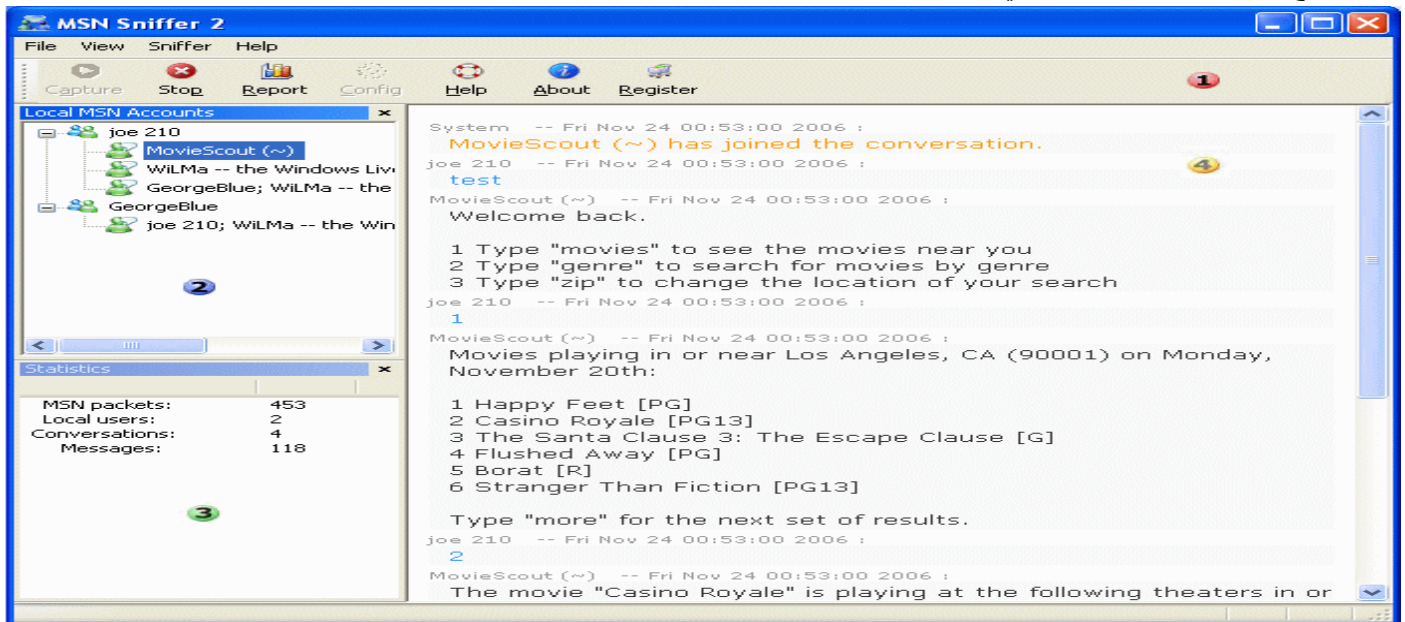 MSN Sniffer 2
File View Sniffer Help
Capture Stop Report Config Help About Register
1
Local MSN Accounts
joe 210
MovieScout (~)
WiLMa -- the Windows Liv
GeorgeBlue; WiLMa -- the
GeorgeBlue
joe 210; WiLMa -- the Win
2
Statistics
MSN packets: 453
Local users: 2
Conversations: 4
Messages: 118
3
System -- Fri Nov 24 00:53:00 2006 :
MovieScout (~) has joined the conversation.
4
joe 210 -- Fri Nov 24 00:53:00 2006 :
test
MovieScout (~) -- Fri Nov 24 00:53:00 2006 :
Welcome back.
1 Type "movies" to see the movies near you
2 Type "genre" to search for movies by genre
3 Type "zip" to change the location of your search
joe 210 -- Fri Nov 24 00:53:00 2006 :
1
MovieScout (~) -- Fri Nov 24 00:53:00 2006 :
Movies playing in or near Los Angeles, CA (90001) on Monday,
November 20th:
1 Happy Feet [PG]
2 Casino Royale [PG13]
3 The Santa Clause 3: The Escape Clause [G]
4 Flushed Away [PG]
5 Borat [R]
6 Stranger Than Fiction [PG13]
Type "more" for the next set of results.
joe 210 -- Fri Nov 24 00:53:00 2006 :
2
MovieScout (~) -- Fri Nov 24 00:53:00 2006 :
The movie "Casino Royale" is playing at the following theaters in or